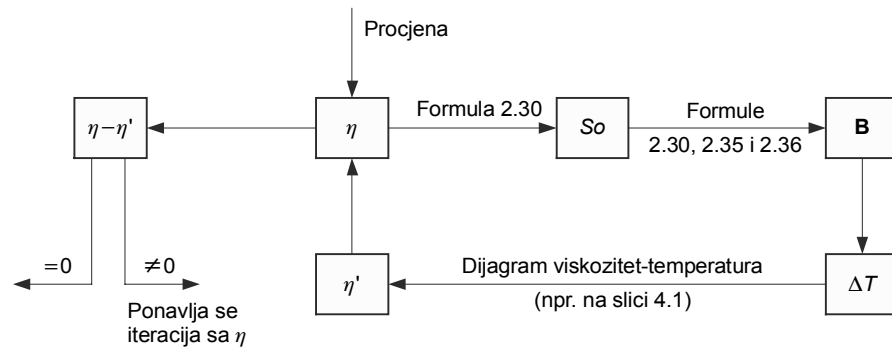 Procjena
η−η'
η
Formula 2.30
So
Formule
2.30, 2.35 i 2.36
B
=0
≠0
Ponavlja se
iteracija sa η
η'
Dijagram viskozitet-temperatura
(npr. na slici 4.1)
ΔT